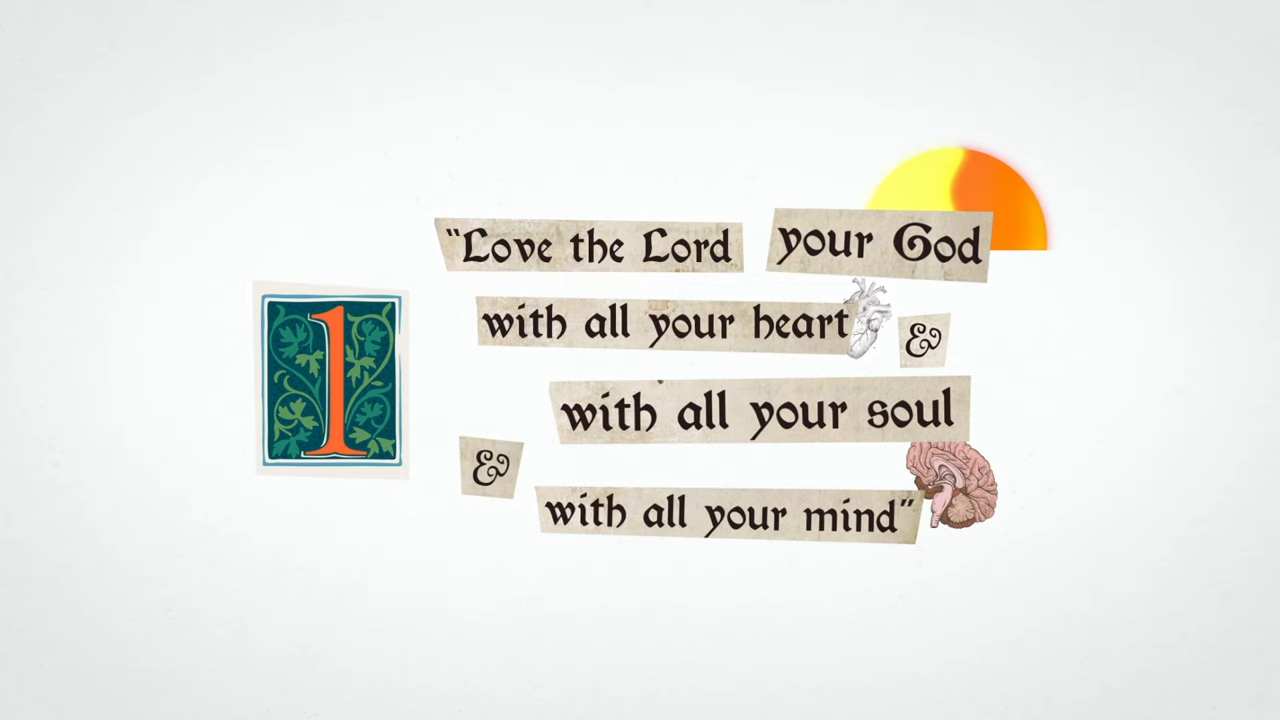 1
“Love the Lord your God
with all your heart &
with all your soul
& with all your mind”